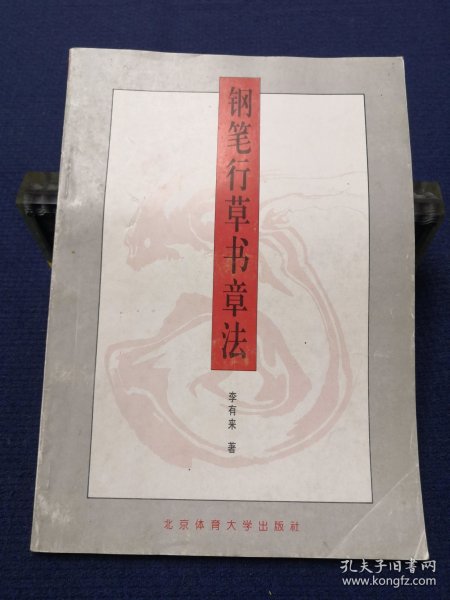 钢笔行草书章法
李有来 著
北京体育大学出版社
孔夫子旧书网
www.kongfz.com